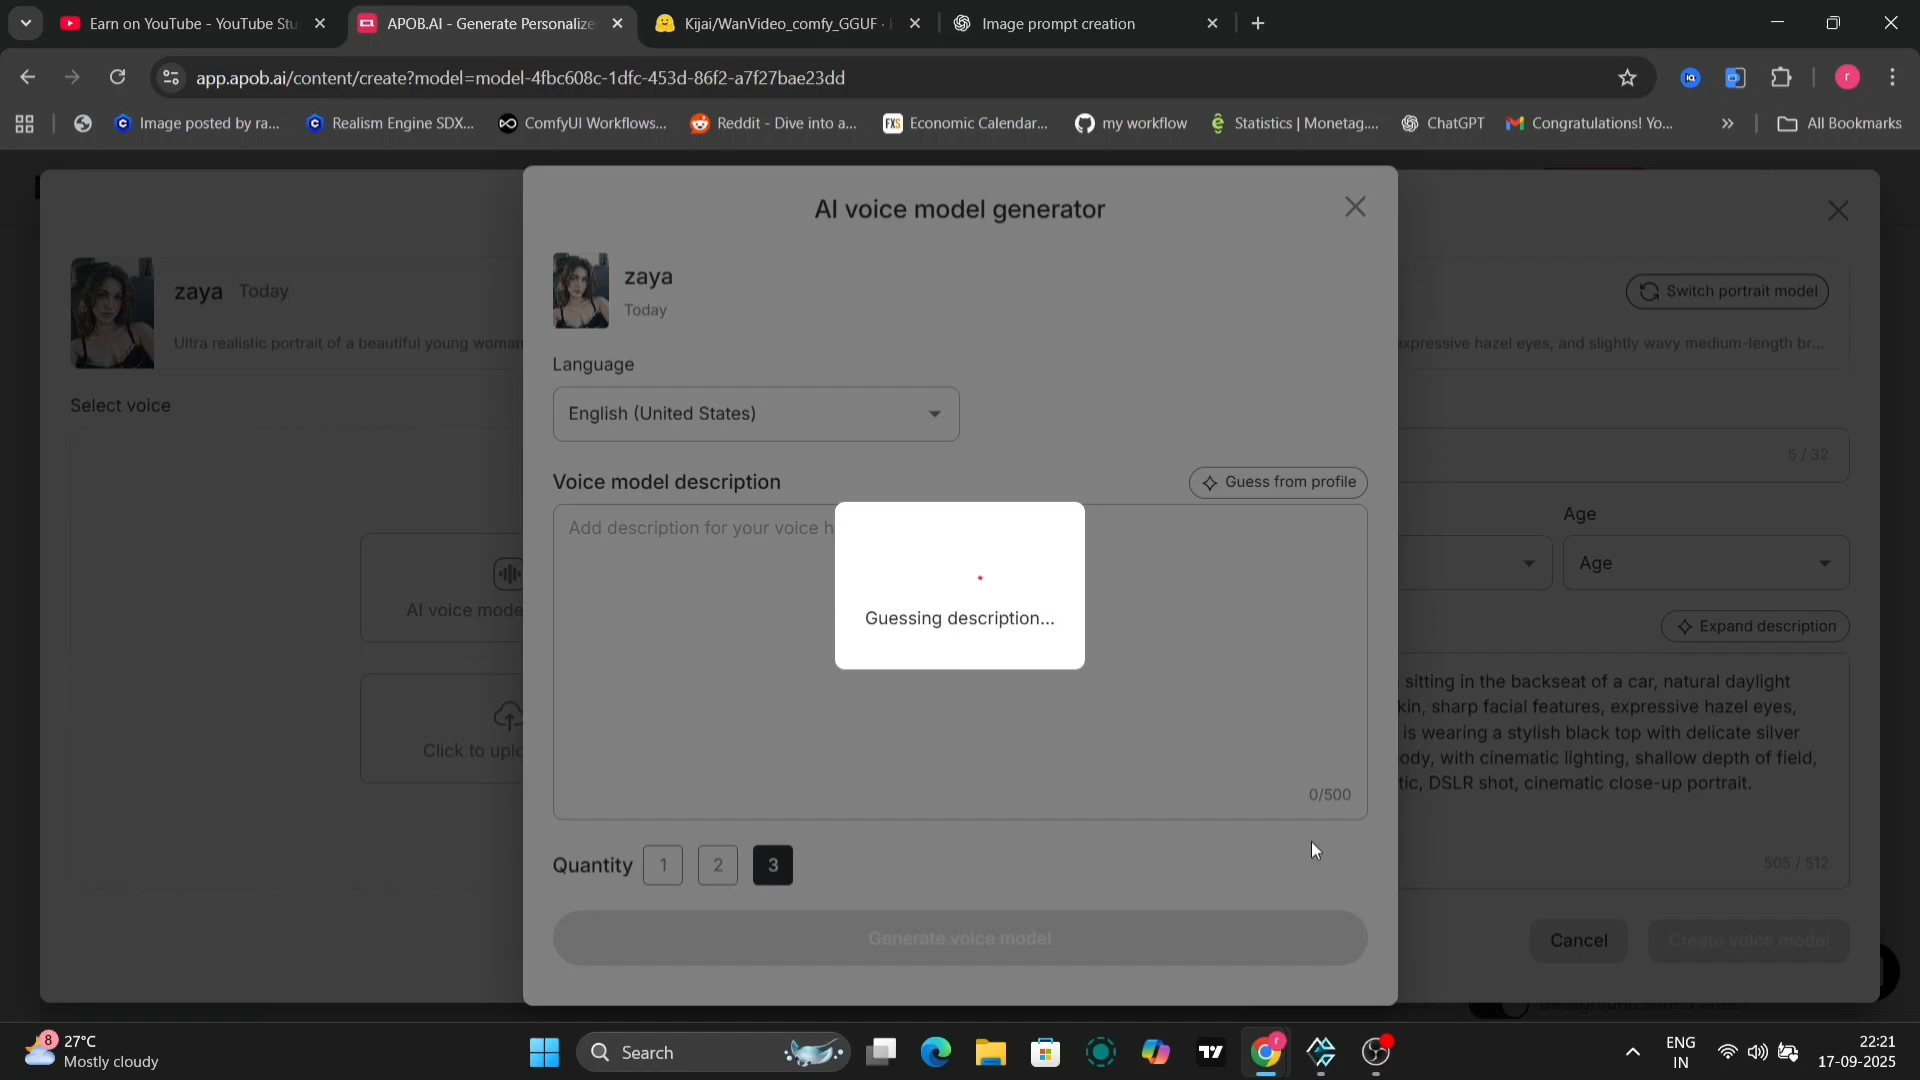 Earn on YouTube - YouTube Stu
APOB.AI - Generate Personalize
Kijai/WanVideo_comfy_GGUF ·
Image prompt creation
app.apob.ai/content/create?model=model-4fbc608c-1dfc-453d-86f2-a7f27bae23dd
r
Image posted by ra...
Realism Engine SDX...
ComfyUI Workflows...
Reddit - Dive into a...
FXS
Economic Calendar...
my workflow
Statistics | Monetag....
ChatGPT
Congratulations! Yo...
All Bookmarks
AI voice model generator
zaya
Today
zaya
Today
Switch portrait model
Ultra realistic portrait of a beautiful young woman
expressive hazel eyes, and slightly wavy medium-length br...
Language
Select voice
English (United States)
5 / 32
Voice model description
Guess from profile
Age
Add description for your voice h
Age
AI voice mode
Guessing description...
Expand description
sitting in the backseat of a car, natural daylight
kin, sharp facial features, expressive hazel eyes,
is wearing a stylish black top with delicate silver
ody, with cinematic lighting, shallow depth of field,
tic, DSLR shot, cinematic close-up portrait.
Click to uplo
0/500
505 / 512
Quantity
1
2
3
Generate voice model
Cancel
Create voice model
8
27°C
Mostly cloudy
Search
r
ENG
IN
22:21
17-09-2025